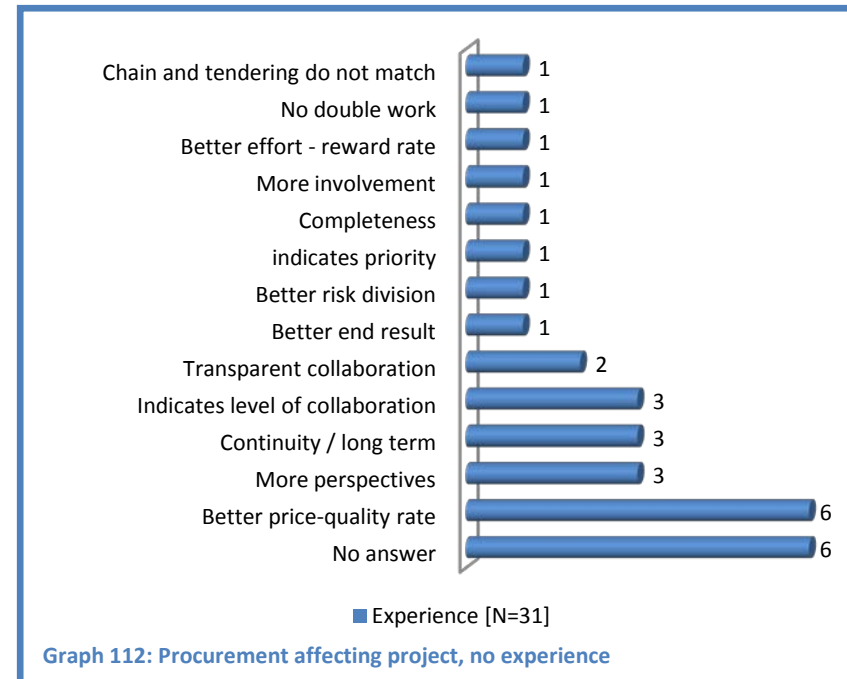 Chain and tendering do not match 1
No double work 1
Better effort - reward rate 1
More involvement 1
Completeness 1
indicates priority 1
Better risk division 1
Better end result 1
Transparent collaboration 2
Indicates level of collaboration 3
Continuity / long term 3
More perspectives 3
Better price-quality rate 6
No answer 6
Experience [N=31]
Graph 112: Procurement affecting project, no experience